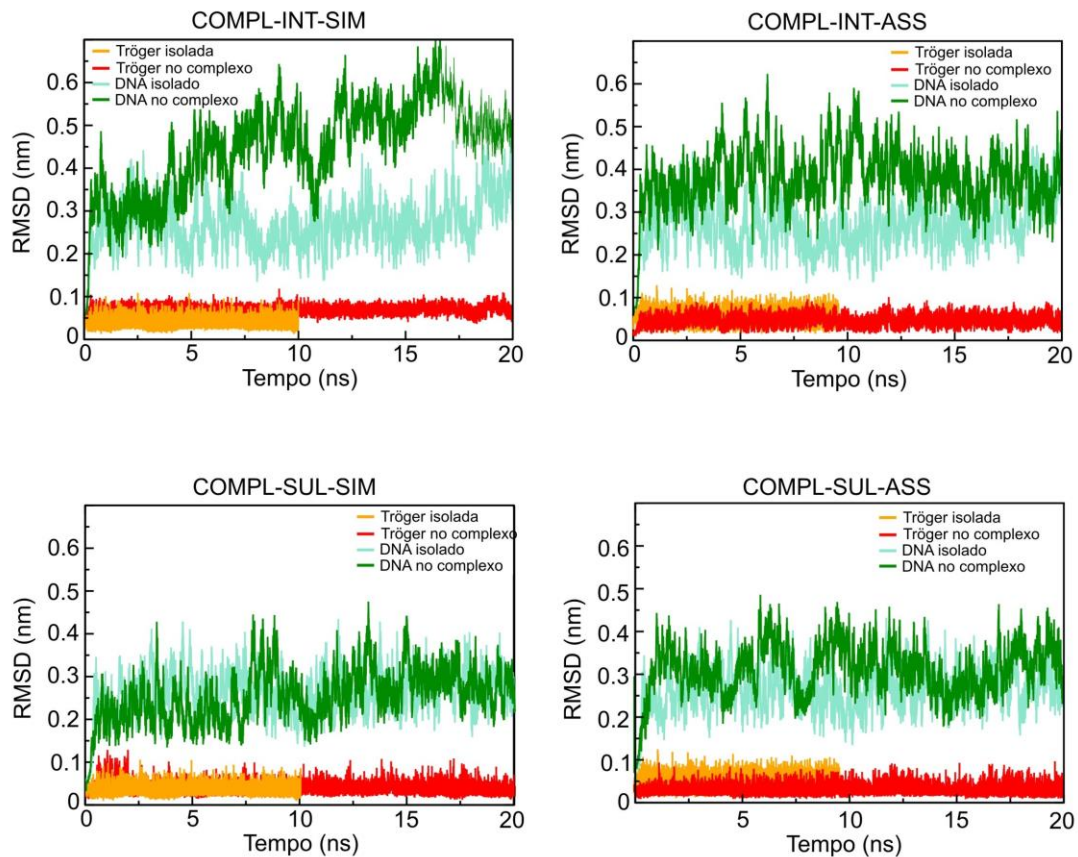 COMPL-INT-SIM
Tröger isolada
Tröger no complexo
DNA isolado
DNA no complexo
RMSD (nm)
0.6
0.5
0.4
0.3
0.2
0.1
0
0 5 10 15 20
Tempo (ns)
COMPL-INT-ASS
Tröger isolada
Tröger no complexo
DNA isolado
DNA no complexo
RMSD (nm)
0.6
0.5
0.4
0.3
0.2
0.1
0
0 5 10 15 20
Tempo (ns)
COMPL-SUL-SIM
Tröger isolada
Tröger no complexo
DNA isolado
DNA no complexo
RMSD (nm)
0.6
0.5
0.4
0.3
0.2
0.1
0
0 5 10 15 20
Tempo (ns)
COMPL-SUL-ASS
Tröger isolada
Tröger no complexo
DNA isolado
DNA no complexo
RMSD (nm)
0.6
0.5
0.4
0.3
0.2
0.1
0
0 5 10 15 20
Tempo (ns)